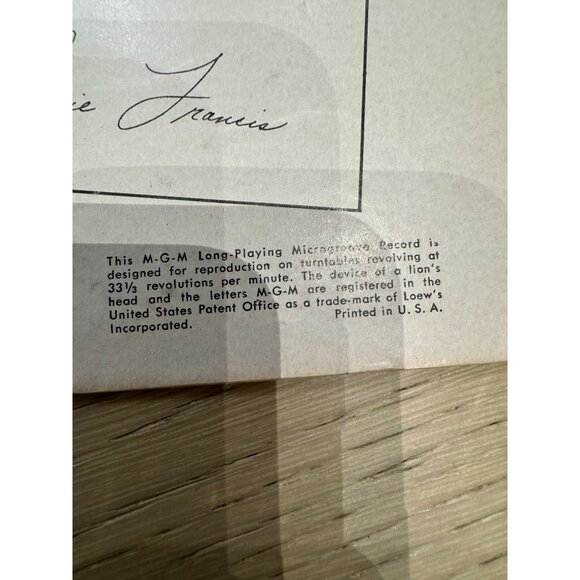 ie Francis
This M-G-M Long-Playing Microgroove Record is
designed for reproduction on turntables revolving at
33⅓ revolutions per minute. The device of a lion's
head and the letters M-G-M are registered in the
United States Patent Office as a trade-mark of Loew's
Incorporated. Printed in U. S. A.